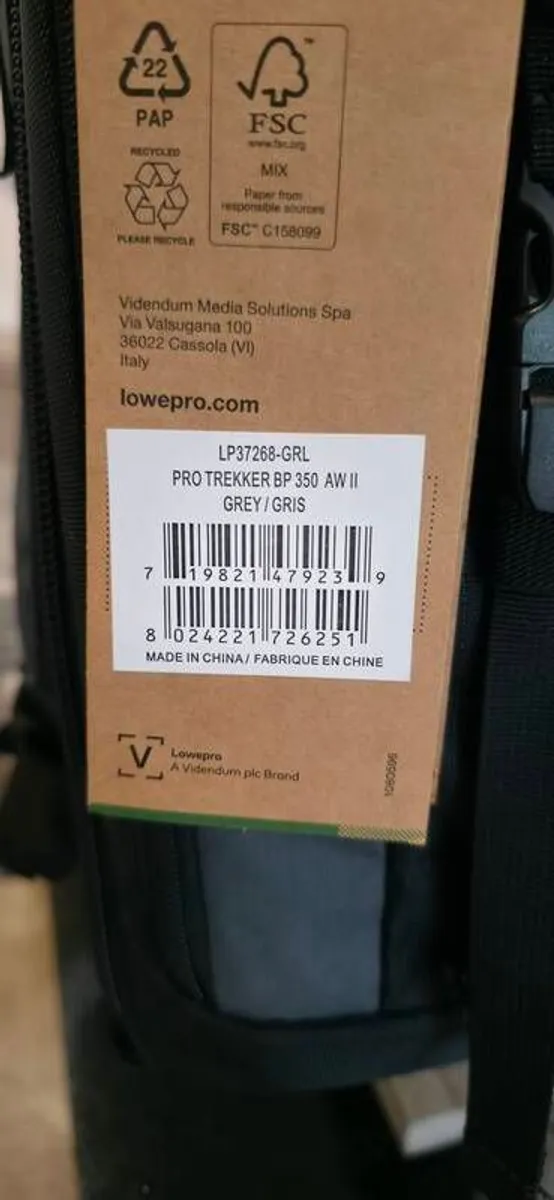 22
PAP
RECYCLED
PLEASE RECYCLE
™
FSC
www.fsc.org
MIX
Paper from
responsible sources
FSC™ C158099
Videndum Media Solutions Spa
Via Valsugana 100
36022 Cassola (VI)
Italy
lowepro.com
LP37268-GRL
PRO TREKKER BP 350 AW II
GREY / GRIS
7 19821 47923 9
8 024221 726251
MADE IN CHINA / FABRIQUE EN CHINE
V
Lowepro
A Videndum plc Brand
1080596